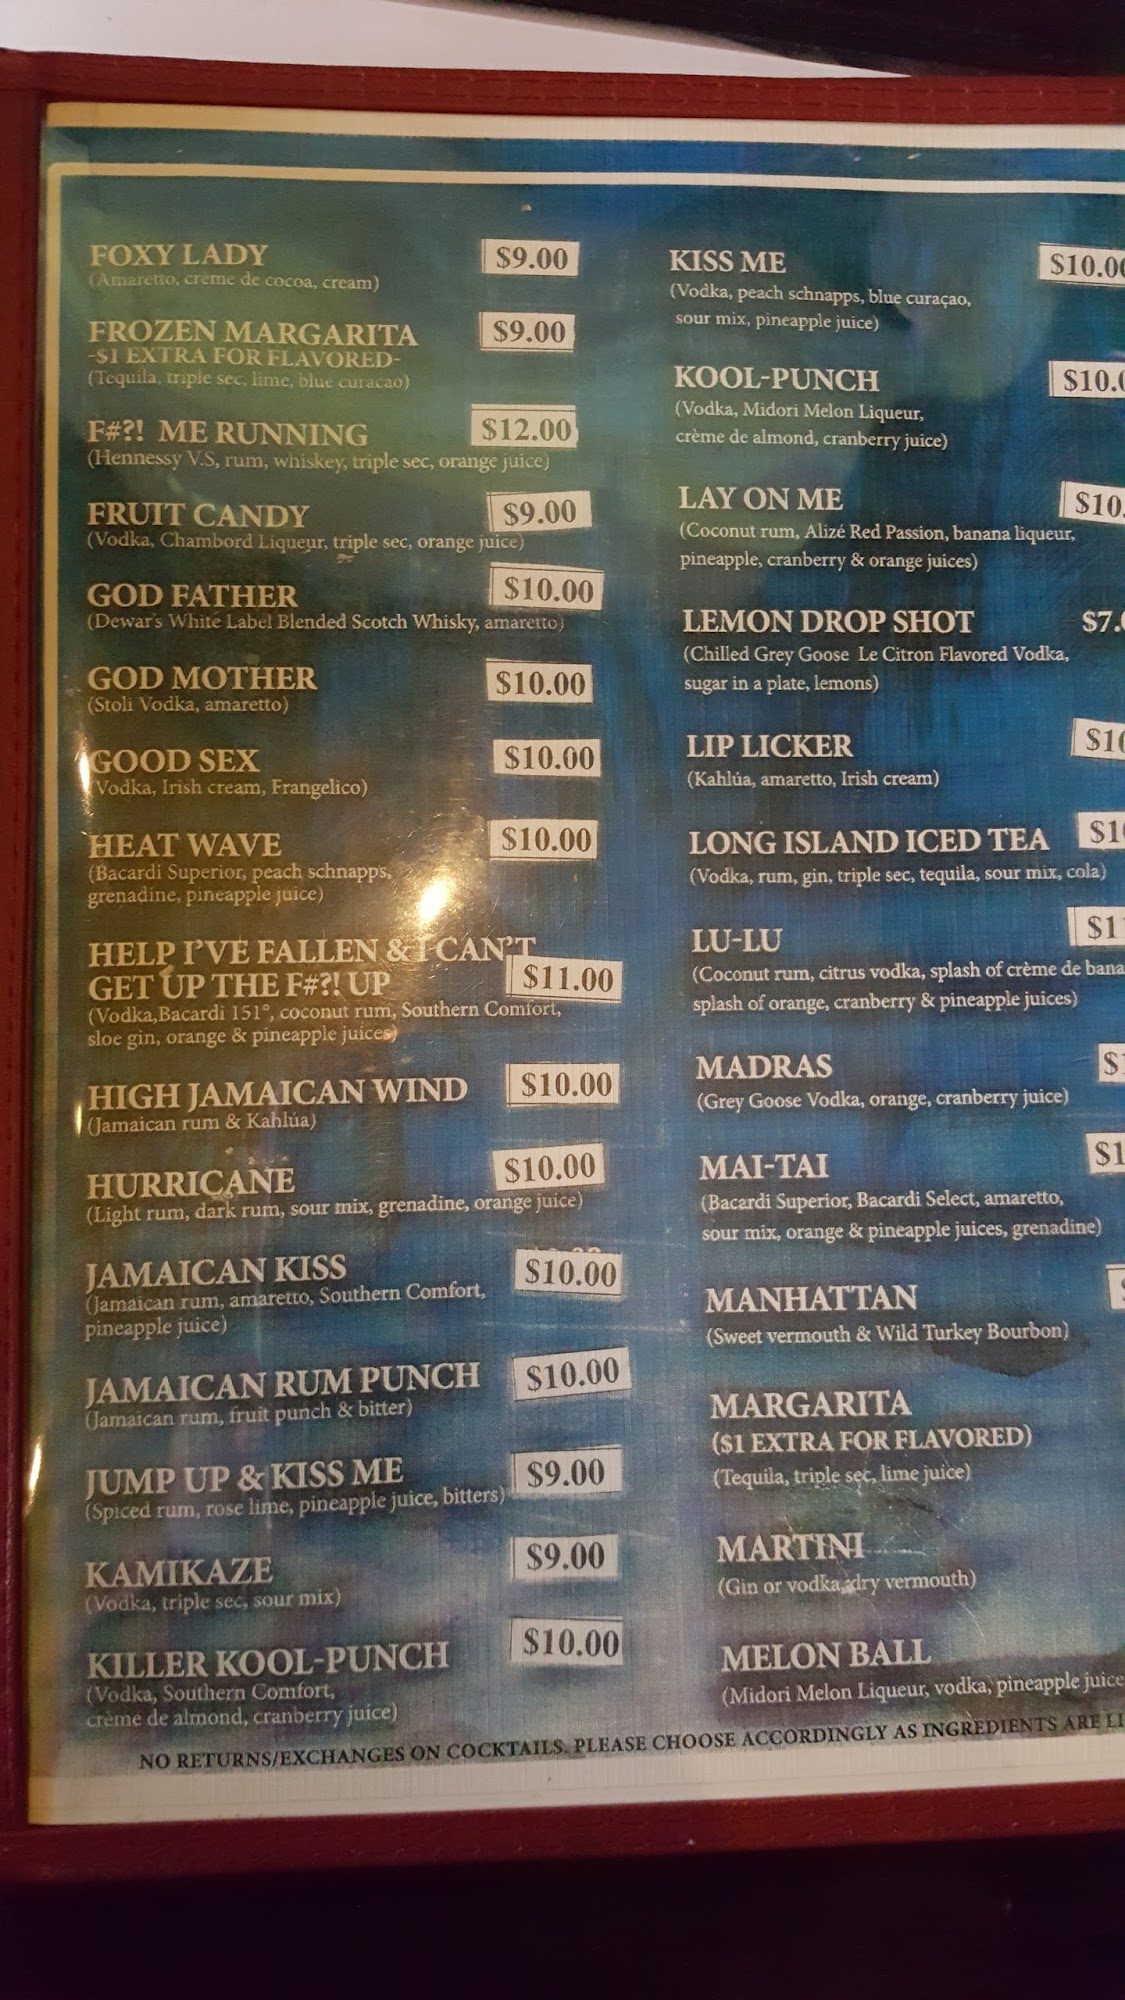 FOXY LADY $9.00
(Amaretto, crème de cocoa, cream)
FROZEN MARGARITA $9.00
-$1 EXTRA FOR FLAVORED-
(Tequila, triple sec, lime, blue curacao)
F#?! ME RUNNING $12.00
(Hennessy V.S, rum, whiskey, triple sec, orange juice)
FRUIT CANDY $9.00
(Vodka, Chambord Liqueur, triple sec, orange juice)
GOD FATHER $10.00
(Dewar's White Label Blended Scotch Whisky, amaretto)
GOD MOTHER $10.00
(Stoli Vodka, amaretto)
GOOD SEX $10.00
(Vodka, Irish cream, Frangelico)
HEAT WAVE $10.00
(Bacardi Superior, peach schnapps,
grenadine, pineapple juice)
HELP I'VE FALLEN & I CAN'T
GET UP THE F#?! UP $11.00
(Vodka,Bacardi 151°, coconut rum, Southern Comfort,
sloe gin, orange & pineapple juices)
HIGH JAMAICAN WIND $10.00
(Jamaican rum & Kahlúa)
HURRICANE $10.00
(Light rum, dark rum, sour mix, grenadine, orange juice)
JAMAICAN KISS $10.00
(Jamaican rum, amaretto, Southern Comfort,
pineapple juice)
JAMAICAN RUM PUNCH $10.00
(Jamaican rum, fruit punch & bitter)
JUMP UP & KISS ME $9.00
(Spiced rum, rose lime, pineapple juice, bitters)
KAMIKAZE $9.00
(Vodka, triple sec, sour mix)
KILLER KOOL-PUNCH $10.00
(Vodka, Southern Comfort,
crème de almond, cranberry juice)
KISS ME $10.00
(Vodka, peach schnapps, blue curaçao,
sour mix, pineapple juice)
KOOL-PUNCH $10.0
(Vodka, Midori Melon Liqueur,
crème de almond, cranberry juice)
LAY ON ME $10.
(Coconut rum, Alizé Red Passion, banana liqueur,
pineapple, cranberry & orange juices)
LEMON DROP SHOT $7.0
(Chilled Grey Goose Le Citron Flavored Vodka,
sugar in a plate, lemons)
LIP LICKER $10
(Kahlúa, amaretto, Irish cream)
LONG ISLAND ICED TEA $1
(Vodka, rum, gin, triple sec, tequila, sour mix, cola)
LU-LU $1
(Coconut rum, citrus vodka, splash of crème de bana
splash of orange, cranberry & pineapple juices)
MADRAS $
(Grey Goose Vodka, orange, cranberry juice)
MAI-TAI $1
(Bacardi Superior, Bacardi Select, amaretto,
sour mix, orange & pineapple juices, grenadine)
MANHATTAN
(Sweet vermouth & Wild Turkey Bourbon)
MARGARITA
($1 EXTRA FOR FLAVORED)
(Tequila, triple sec, lime juice)
MARTINI
(Gin or vodka, dry vermouth)
MELON BALL
(Midori Melon Liqueur, vodka, pineapple juice
NO RETURNS/EXCHANGES ON COCKTAILS. PLEASE CHOOSE ACCORDINGLY AS INGREDIENTS ARE LI